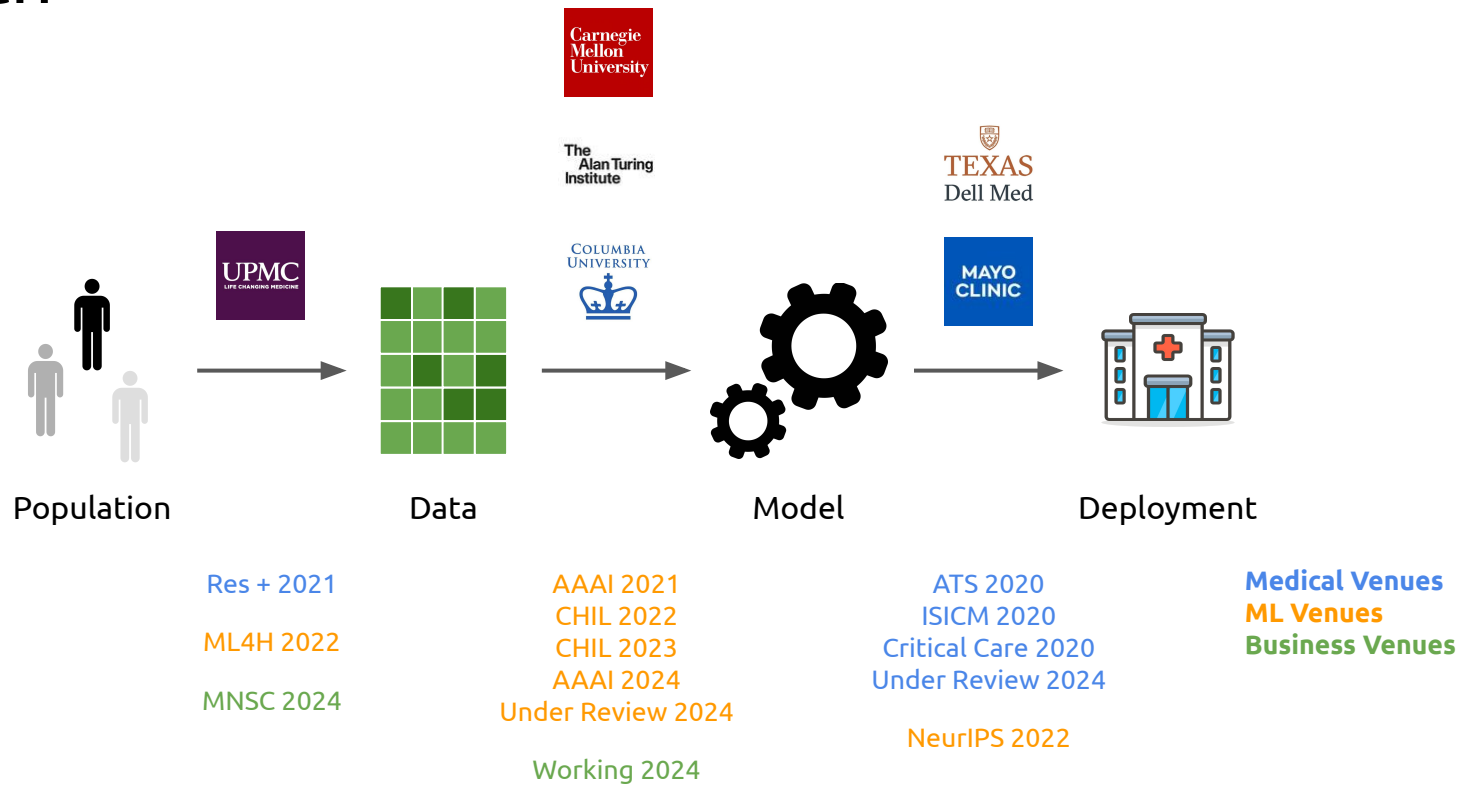 Carnegie
Mellon
University
The
Alan Turing
Institute
TEXAS
Dell Med
UPMC
LIFE CHANGING MEDICINE
COLUMBIA
UNIVERSITY
MAYO
CLINIC
Population
Data
Model
Deployment
Res + 2021
ML4H 2022
MNSC 2024
AAAI 2021
CHIL 2022
CHIL 2023
AAAI 2024
Under Review 2024
Working 2024
ATS 2020
ISICM 2020
Critical Care 2020
Under Review 2024
NeurIPS 2022
Medical Venues
ML Venues
Business Venues